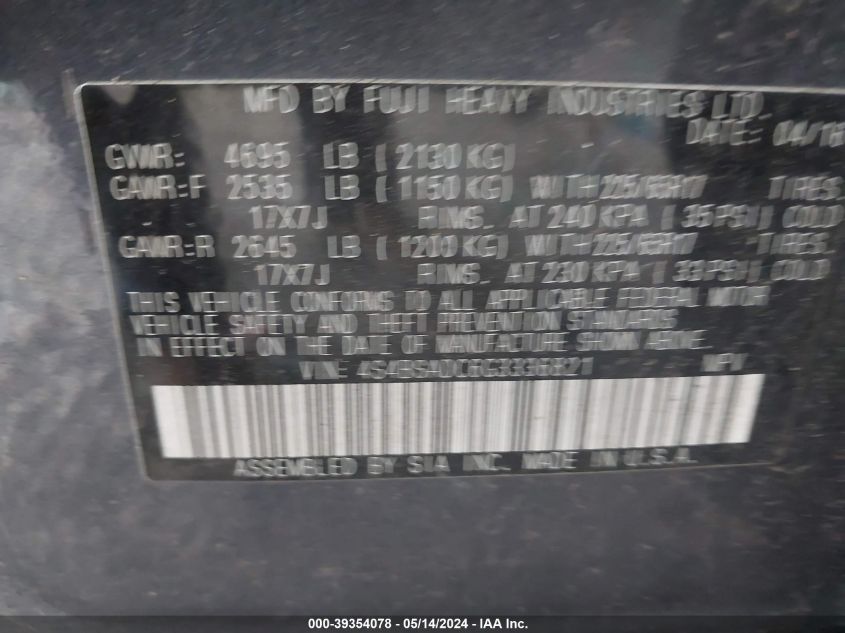 MFD BY FUJI HEAVY INDUSTRIES LTD.
DATE: 04/16
GVWR: 4695 LB ( 2130 KG)
GAWR:F 2535 LB ( 1150 KG) WITH 225/65R17 TIRES
17X7J RIMS. AT 240 KPA ( 35 PSI) COLD
GAWR:R 2645 LB ( 1200 KG) WITH 225/65R17 TIRES.
17X7J RIMS. AT 230 KPA ( 33 PSI) COLD
THIS VEHICLE CONFORMS TO ALL APPLICABLE FEDERAL MOTOR
VEHICLE SAFETY AND THEFT PREVENTION STANDARDS
IN EFFECT ON THE DATE OF MANUFACTURE SHOWN ABOVE.
VIN: MPV
ASSEMBLED BY SIA INC. MADE IN U.S.A.
000-39354078 - 05/14/2024 - IAA Inc.